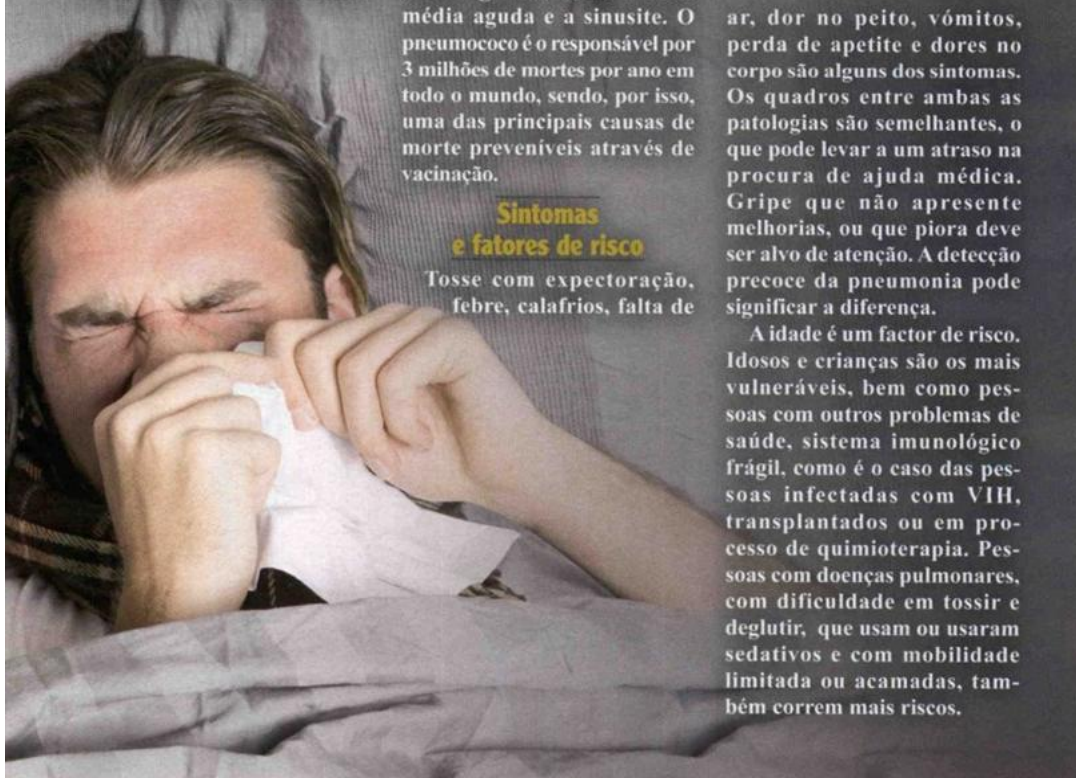 média aguda e a sinusite. O
pneumococo é o responsável por
3 milhões de mortes por ano em
todo o mundo, sendo, por isso,
uma das principais causas de
morte preveníveis através de
vacinação.
Sintomas
e fatores de risco
Tosse com expectoração,
febre, calafrios, falta de
ar, dor no peito, vómitos,
perda de apetite e dores no
corpo são alguns dos sintomas.
Os quadros entre ambas as
patologias são semelhantes, o
que pode levar a um atraso na
procura de ajuda médica.
Gripe que não apresente
melhorias, ou que piora deve
ser alvo de atenção. A detecção
precoce da pneumonia pode
significar a diferença.
A idade é um factor de risco.
Idosos e crianças são os mais
vulneráveis, bem como pes-
soas com outros problemas de
saúde, sistema imunológico
frágil, como é o caso das pes-
soas infectadas com VIH,
transplantados ou em pro-
cesso de quimioterapia. Pes-
soas com doenças pulmonares,
com dificuldade em tossir e
deglutir, que usam ou usaram
sedativos e com mobilidade
limitada ou acamadas, tam-
bém correm mais riscos.